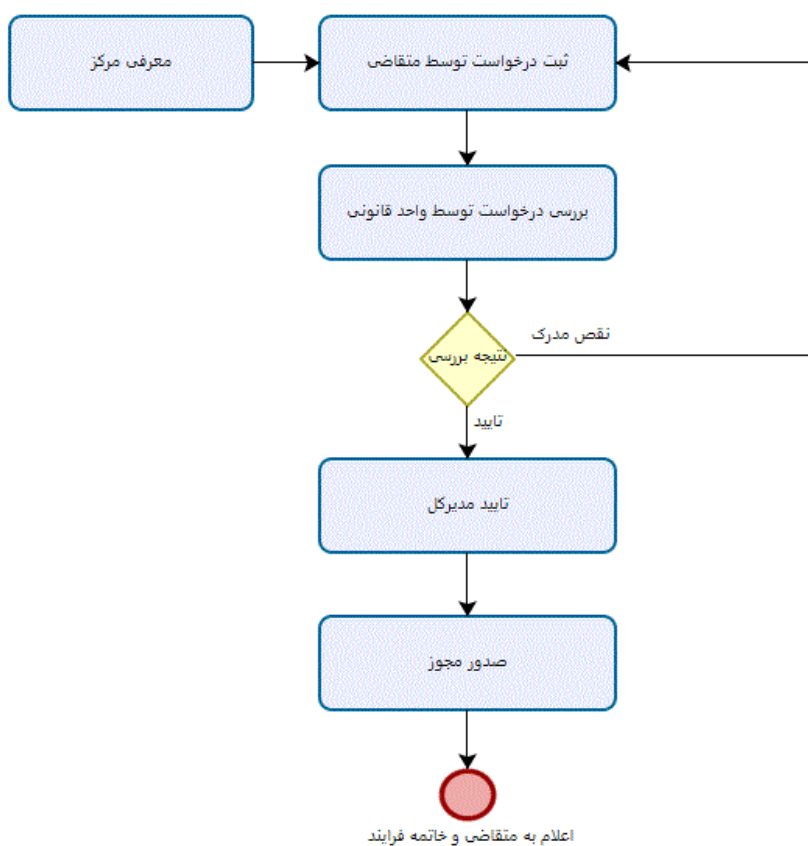 معرفی مرکز
ثبت درخواست توسط متقاضی
بررسی درخواست توسط واحد قانونی
نتیجه بررسی
نقص مدرک
تایید
تایید مدیرکل
صدور مجوز
اعلام به متقاضی و خاتمه فرایند